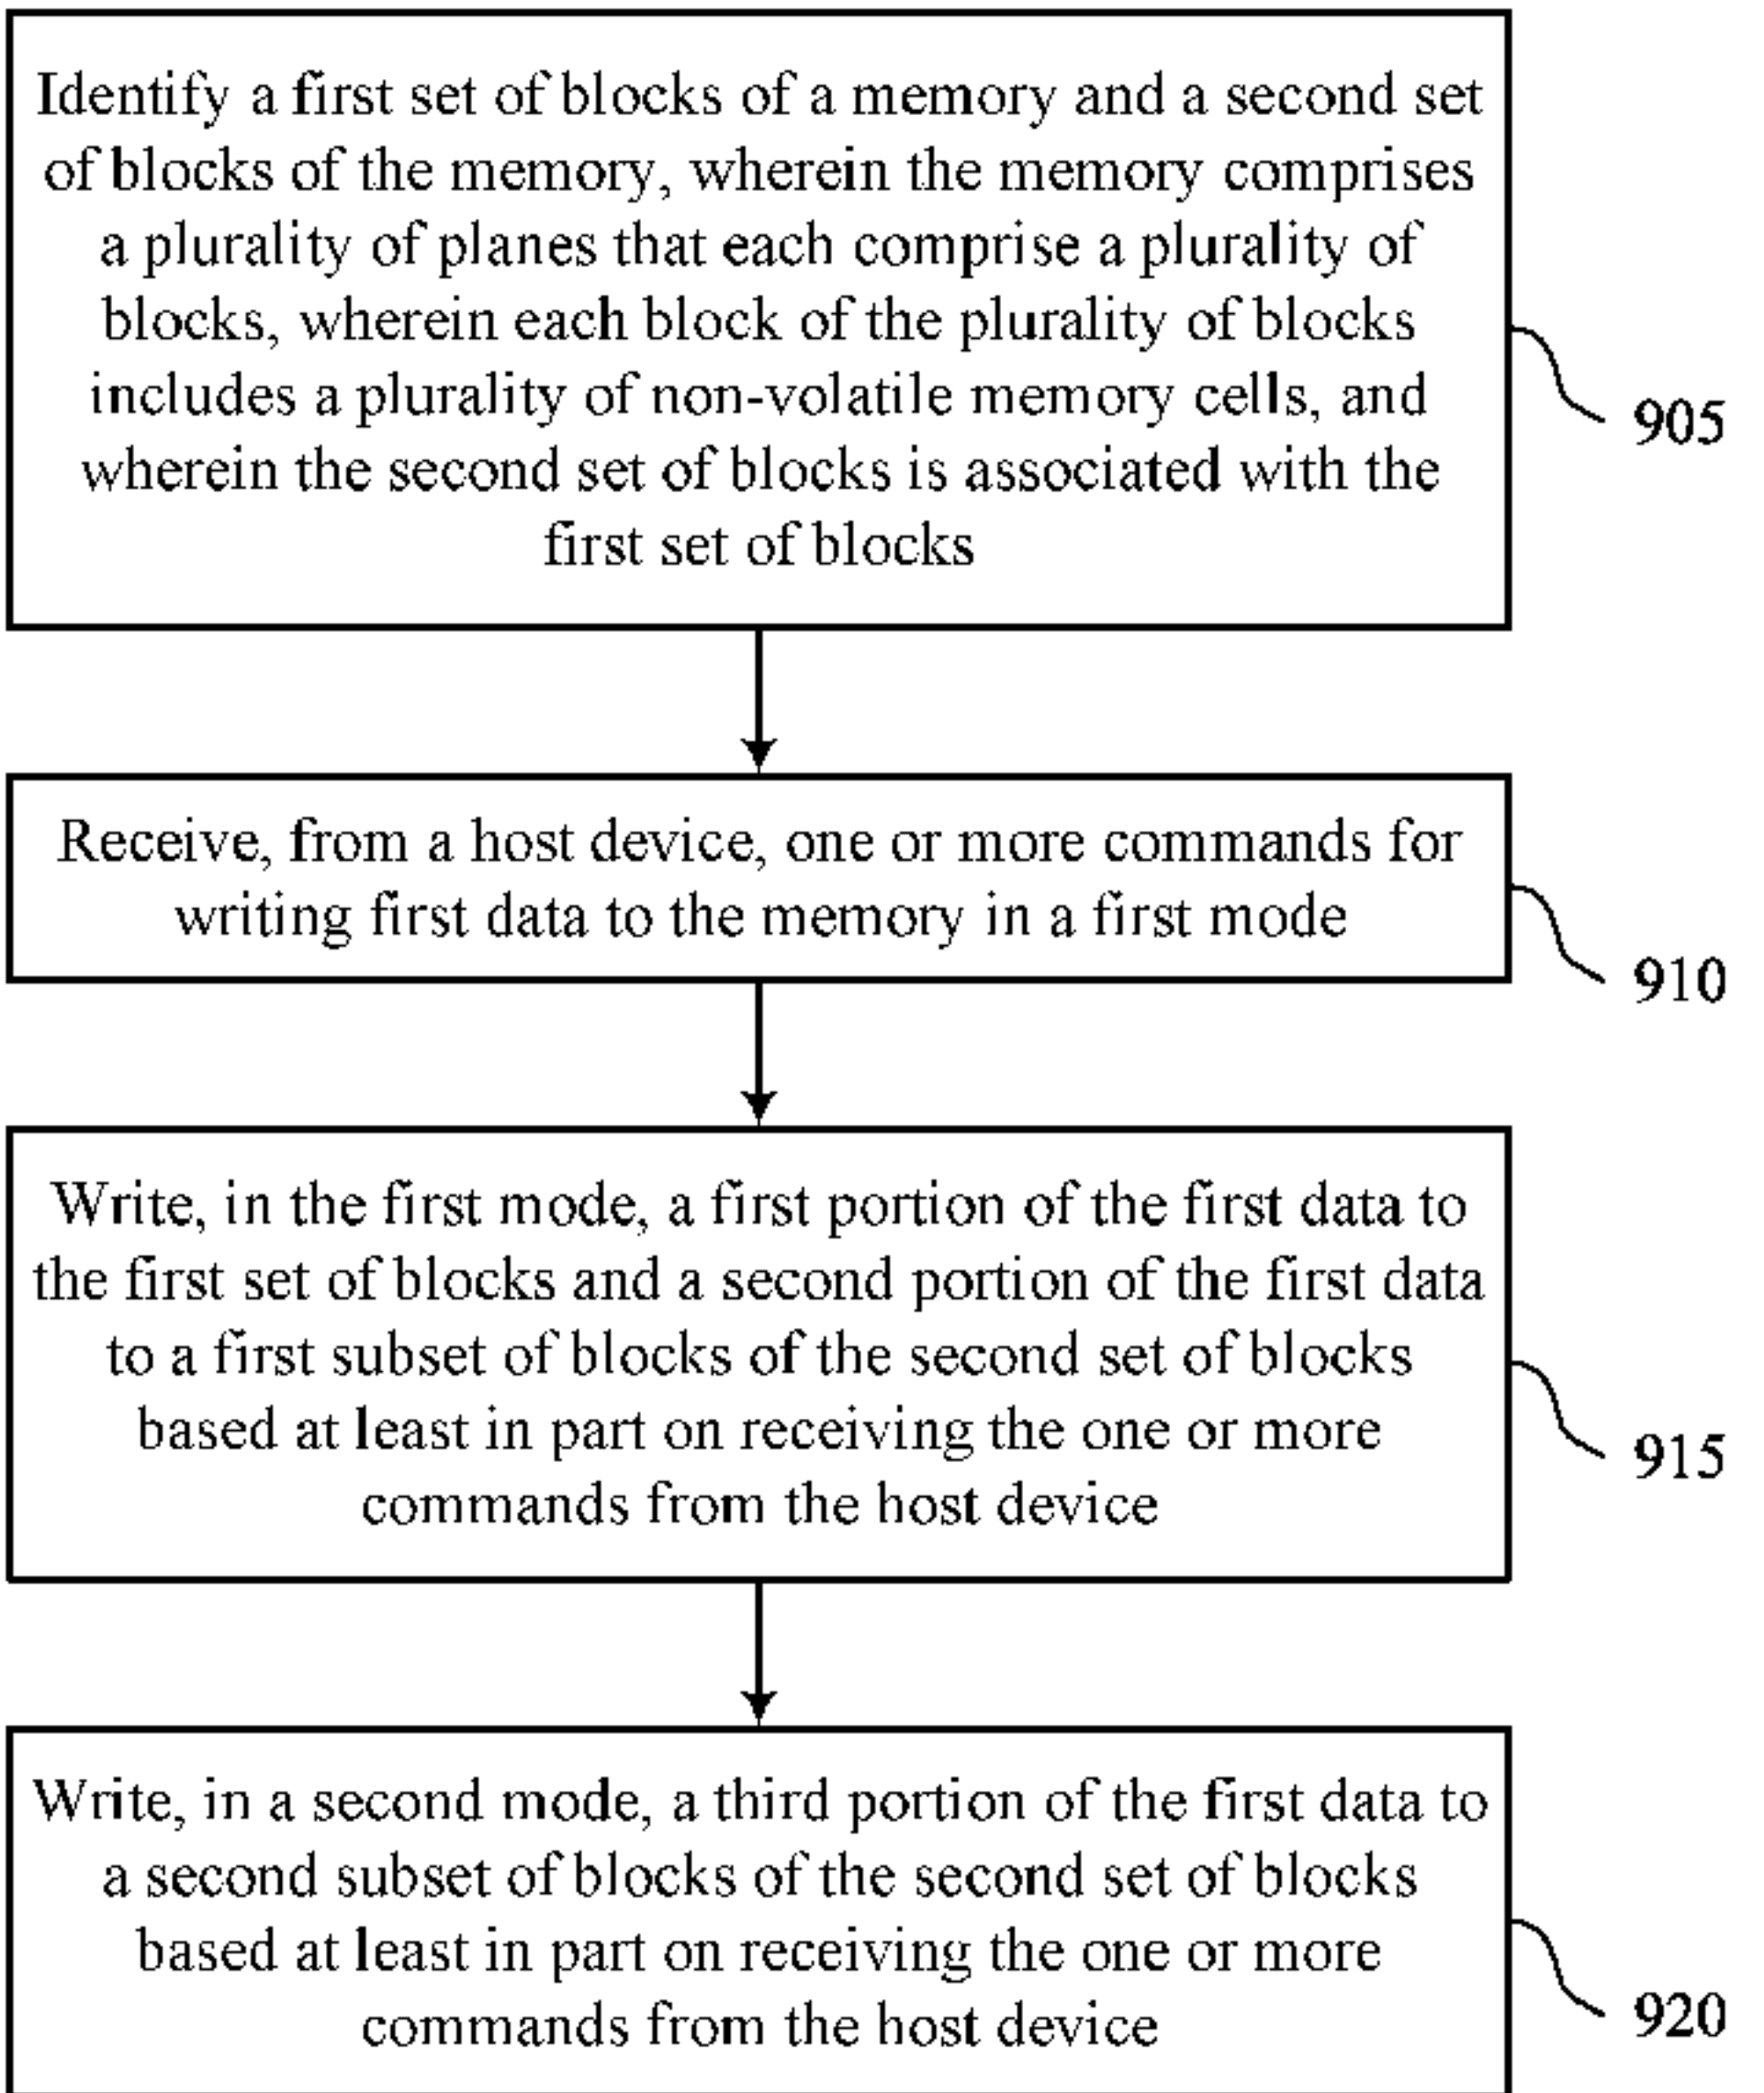 Identify a first set of blocks of a memory and a second set
of blocks of the memory, wherein the memory comprises
a plurality of planes that each comprise a plurality of
blocks, wherein each block of the plurality of blocks
includes a plurality of non-volatile memory cells, and
wherein the second set of blocks is associated with the
first set of blocks
905
Receive, from a host device, one or more commands for
writing first data to the memory in a first mode
910
Write, in the first mode, a first portion of the first data to
the first set of blocks and a second portion of the first data
to a first subset of blocks of the second set of blocks
based at least in part on receiving the one or more
commands from the host device
915
Write, in a second mode, a third portion of the first data to
a second subset of blocks of the second set of blocks
based at least in part on receiving the one or more
commands from the host device
920